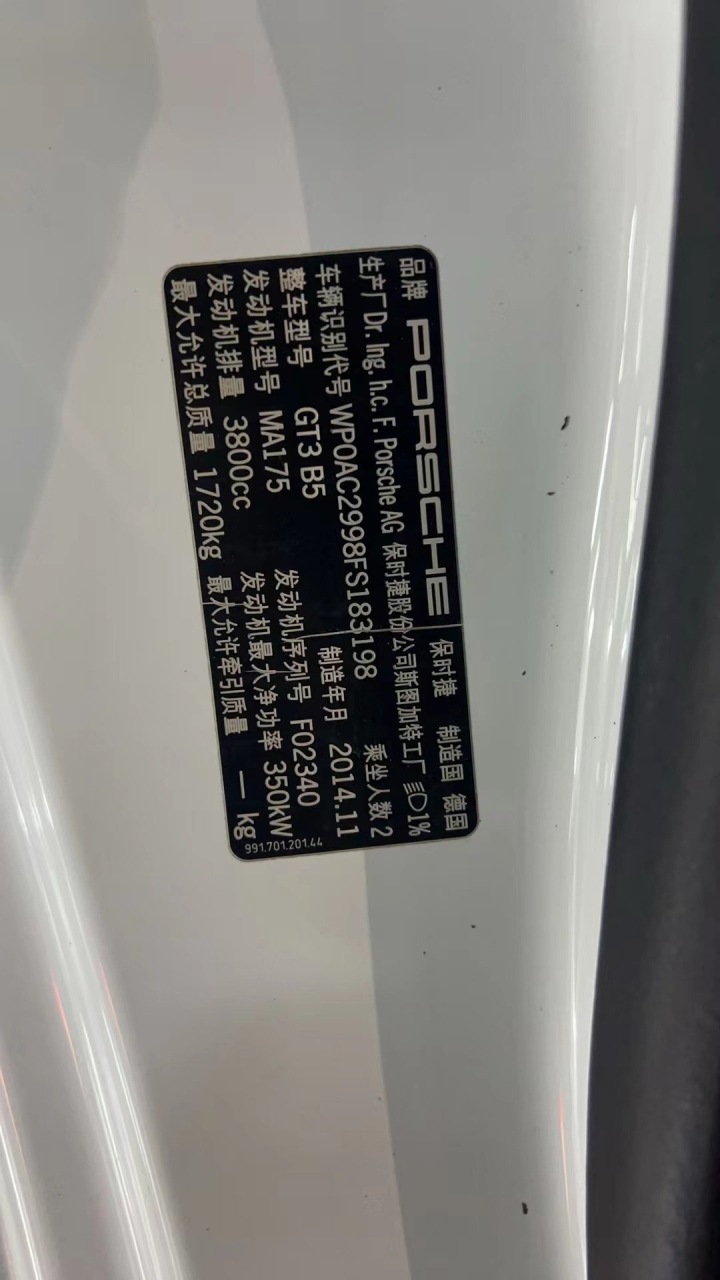 品牌 PORSCHE 保时捷 制造国 德国
生产厂Dr. Ing. h.c. F. Porsche AG 保时捷股份公司斯图加特工厂 1%
车辆识别代号 WP0AC2998FS183198 乘坐人数 2
整车型号 GT3 B5 制造年月 2014.11
发动机型号 MA175 发动机序列号 F02340
发动机排量 3800cc 发动机最大净功率 350kW
最大允许总质量 1720kg 最大允许牵引质量 — kg
991.701.201.44